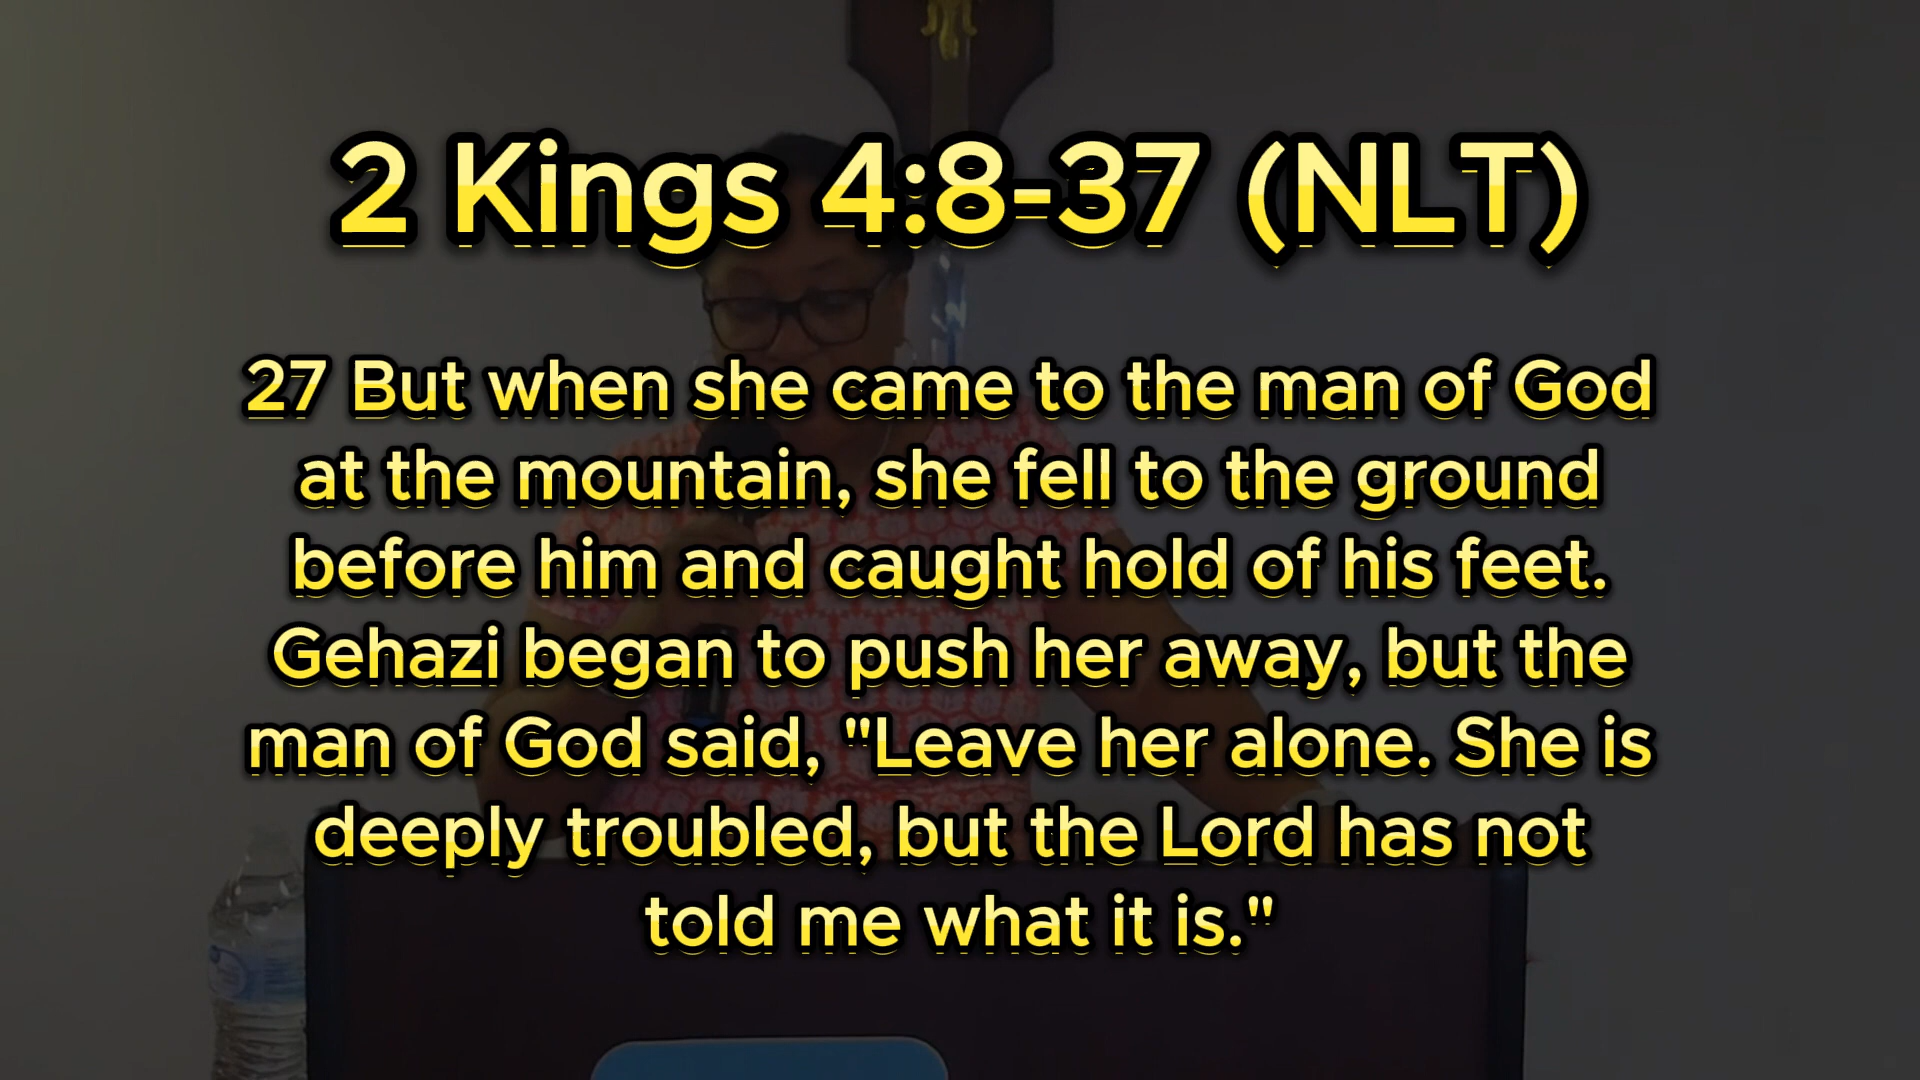 2 Kings 4:8-37 (NLT)
27 But when she came to the man of God
at the mountain, she fell to the ground
before him and caught hold of his feet.
Gehazi began to push her away, but the
man of God said, "Leave her alone. She is
deeply troubled, but the Lord has not
told me what it is."